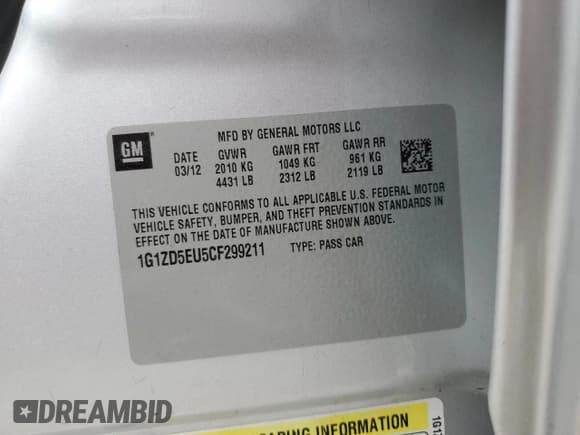 MFD BY GENERAL MOTORS LLC
GM
DATE GVWR GAWR FRT GAWR RR
03/12 2010 KG 1049 KG 961 KG
4431 LB 2312 LB 2119 LB
THIS VEHICLE CONFORMS TO ALL APPLICABLE U.S. FEDERAL MOTOR
VEHICLE SAFETY, BUMPER, AND THEFT PREVENTION STANDARDS IN
EFFECT ON THE DATE OF MANUFACTURE SHOWN ABOVE.
1G1ZD5EU5CF299211 TYPE: PASS CAR
INFORMATION
DREAMBID